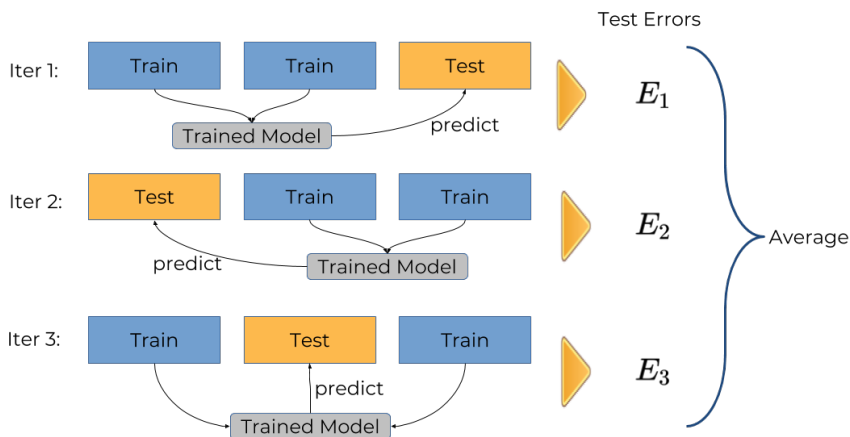 Test Errors
Iter 1: Train Train Test E₁
predict
Trained Model
Iter 2: Test Train Train E₂
Average
predict
Trained Model
Iter 3: Train Test Train E₃
predict
Trained Model